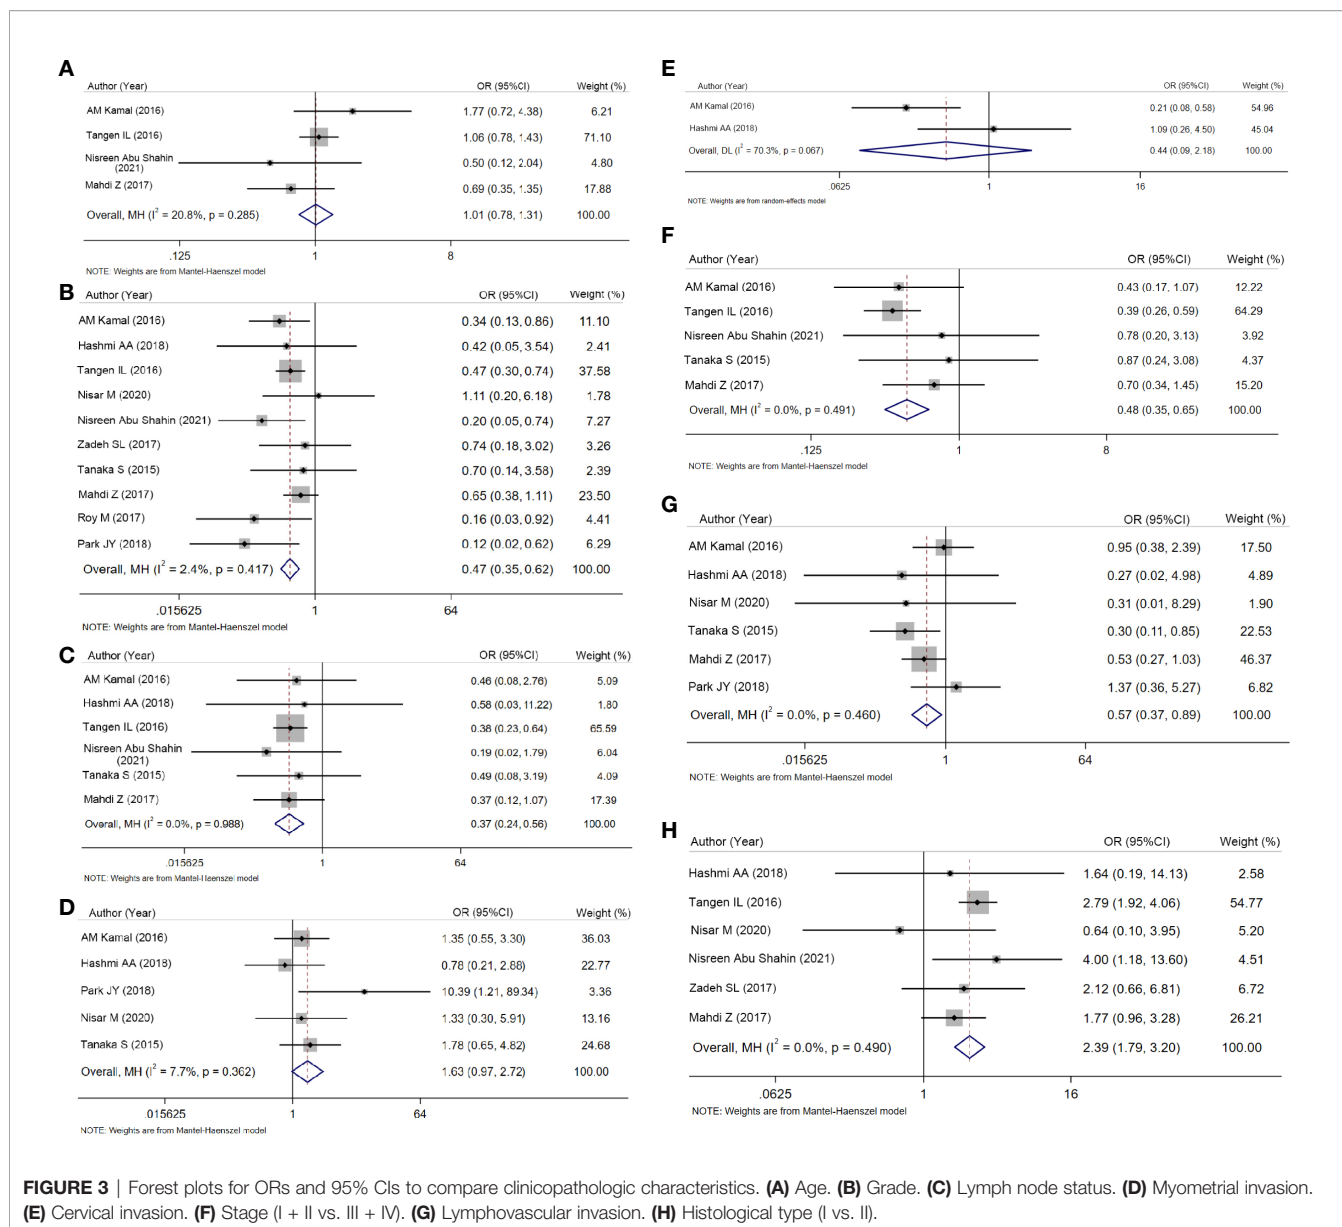 A
Author (Year) OR (95%CI) Weight (%)
AM Kamal (2016) 1.77 (0.72, 4.38) 6.21
Tangen IL (2016) 1.06 (0.78, 1.43) 71.10
Nisreen Abu Shahin (2021) 0.50 (0.12, 2.04) 4.80
Mahdi Z (2017) 0.69 (0.35, 1.35) 17.88
Overall, MH (I² = 20.8%, p = 0.285) 1.01 (0.78, 1.31) 100.00
.125 1 8
NOTE: Weights are from Mantel-Haenszel model
B
Author (Year) OR (95%CI) Weight (%)
AM Kamal (2016) 0.34 (0.13, 0.86) 11.10
Hashmi AA (2018) 0.42 (0.05, 3.54) 2.41
Tangen IL (2016) 0.47 (0.30, 0.74) 37.58
Nisar M (2020) 1.11 (0.20, 6.18) 1.78
Nisreen Abu Shahin (2021) 0.20 (0.05, 0.74) 7.27
Zadeh SL (2017) 0.74 (0.18, 3.02) 3.26
Tanaka S (2015) 0.70 (0.14, 3.58) 2.39
Mahdi Z (2017) 0.65 (0.38, 1.11) 23.50
Roy M (2017) 0.16 (0.03, 0.92) 4.41
Park JY (2018) 0.12 (0.02, 0.62) 6.29
Overall, MH (I² = 2.4%, p = 0.417) 0.47 (0.35, 0.62) 100.00
.015625 1 64
NOTE: Weights are from Mantel-Haenszel model
C
Author (Year) OR (95%CI) Weight (%)
AM Kamal (2016) 0.46 (0.08, 2.76) 5.09
Hashmi AA (2018) 0.58 (0.03, 11.22) 1.80
Tangen IL (2016) 0.38 (0.23, 0.64) 65.59
Nisreen Abu Shahin (2021) 0.19 (0.02, 1.79) 6.04
Tanaka S (2015) 0.49 (0.08, 3.19) 4.09
Mahdi Z (2017) 0.37 (0.12, 1.07) 17.39
Overall, MH (I² = 0.0%, p = 0.988) 0.37 (0.24, 0.56) 100.00
.015625 1 64
NOTE: Weights are from Mantel-Haenszel model
D
Author (Year) OR (95%CI) Weight (%)
AM Kamal (2016) 1.35 (0.55, 3.30) 36.03
Hashmi AA (2018) 0.78 (0.21, 2.88) 22.77
Park JY (2018) 10.39 (1.21, 89.34) 3.36
Nisar M (2020) 1.33 (0.30, 5.91) 13.16
Tanaka S (2015) 1.78 (0.65, 4.82) 24.68
Overall, MH (I² = 7.7%, p = 0.362) 1.63 (0.97, 2.72) 100.00
.015625 1 64
NOTE: Weights are from Mantel-Haenszel model
E
Author (Year) OR (95%CI) Weight (%)
AM Kamal (2016) 0.21 (0.08, 0.58) 54.96
Hashmi AA (2018) 1.09 (0.26, 4.50) 45.04
Overall, DL (I² = 70.3%, p = 0.067) 0.44 (0.09, 2.18) 100.00
.0625 1 16
NOTE: Weights are from random-effects model
F
Author (Year) OR (95%CI) Weight (%)
AM Kamal (2016) 0.43 (0.17, 1.07) 12.22
Tangen IL (2016) 0.39 (0.26, 0.59) 64.29
Nisreen Abu Shahin (2021) 0.78 (0.20, 3.13) 3.92
Tanaka S (2015) 0.87 (0.24, 3.08) 4.37
Mahdi Z (2017) 0.70 (0.34, 1.45) 15.20
Overall, MH (I² = 0.0%, p = 0.491) 0.48 (0.35, 0.65) 100.00
.125 1 8
NOTE: Weights are from Mantel-Haenszel model
G
Author (Year) OR (95%CI) Weight (%)
AM Kamal (2016) 0.95 (0.38, 2.39) 17.50
Hashmi AA (2018) 0.27 (0.02, 4.98) 4.89
Nisar M (2020) 0.31 (0.01, 8.29) 1.90
Tanaka S (2015) 0.30 (0.11, 0.85) 22.53
Mahdi Z (2017) 0.53 (0.27, 1.03) 46.37
Park JY (2018) 1.37 (0.36, 5.27) 6.82
Overall, MH (I² = 0.0%, p = 0.460) 0.57 (0.37, 0.89) 100.00
.015625 1 64
NOTE: Weights are from Mantel-Haenszel model
H
Author (Year) OR (95%CI) Weight (%)
Hashmi AA (2018) 1.64 (0.19, 14.13) 2.58
Tangen IL (2016) 2.79 (1.92, 4.06) 54.77
Nisar M (2020) 0.64 (0.10, 3.95) 5.20
Nisreen Abu Shahin (2021) 4.00 (1.18, 13.60) 4.51
Zadeh SL (2017) 2.12 (0.66, 6.81) 6.72
Mahdi Z (2017) 1.77 (0.96, 3.28) 26.21
Overall, MH (I² = 0.0%, p = 0.490) 2.39 (1.79, 3.20) 100.00
.0625 1 16
NOTE: Weights are from Mantel-Haenszel model
FIGURE 3 | Forest plots for ORs and 95% CIs to compare clinicopathologic characteristics. (A) Age. (B) Grade. (C) Lymph node status. (D) Myometrial invasion.
(E) Cervical invasion. (F) Stage (I + II vs. III + IV). (G) Lymphovascular invasion. (H) Histological type (I vs. II).